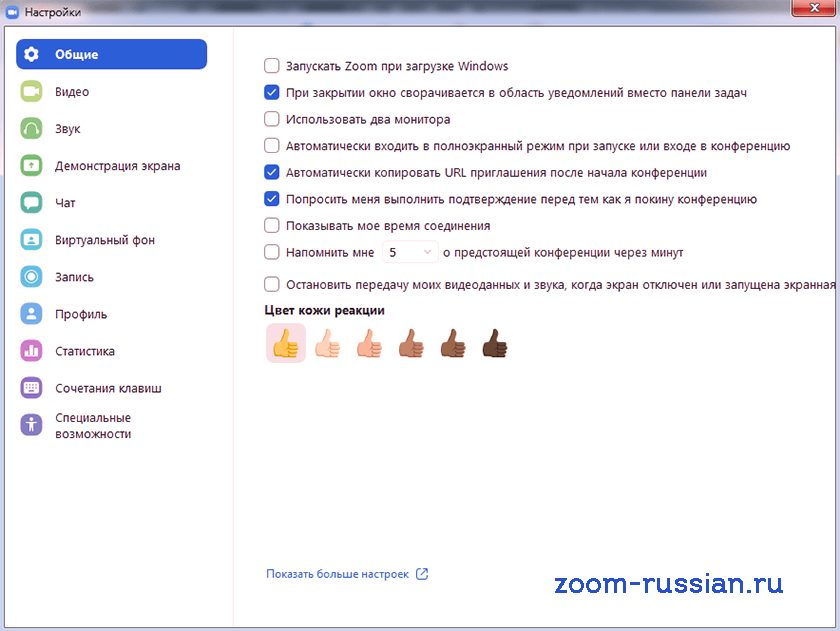 Настройки
Общие
Видео
Звук
Демонстрация экрана
Чат
Виртуальный фон
Запись
Профиль
Статистика
Сочетания клавиш
Специальные
возможности
Запускать Zoom при загрузке Windows
При закрытии окно сворачивается в область уведомлений вместо панели задач
Использовать два монитора
Автоматически входить в полноэкранный режим при запуске или входе в конференцию
Автоматически копировать URL приглашения после начала конференции
Попросить меня выполнить подтверждение перед тем как я покину конференцию
Показывать мое время соединения
Напомнить мне 5 о предстоящей конференции через минут
Остановить передачу моих видеоданных и звука, когда экран отключен или запущена экранная
Цвет кожи реакции
Показать больше настроек
zoom-russian.ru